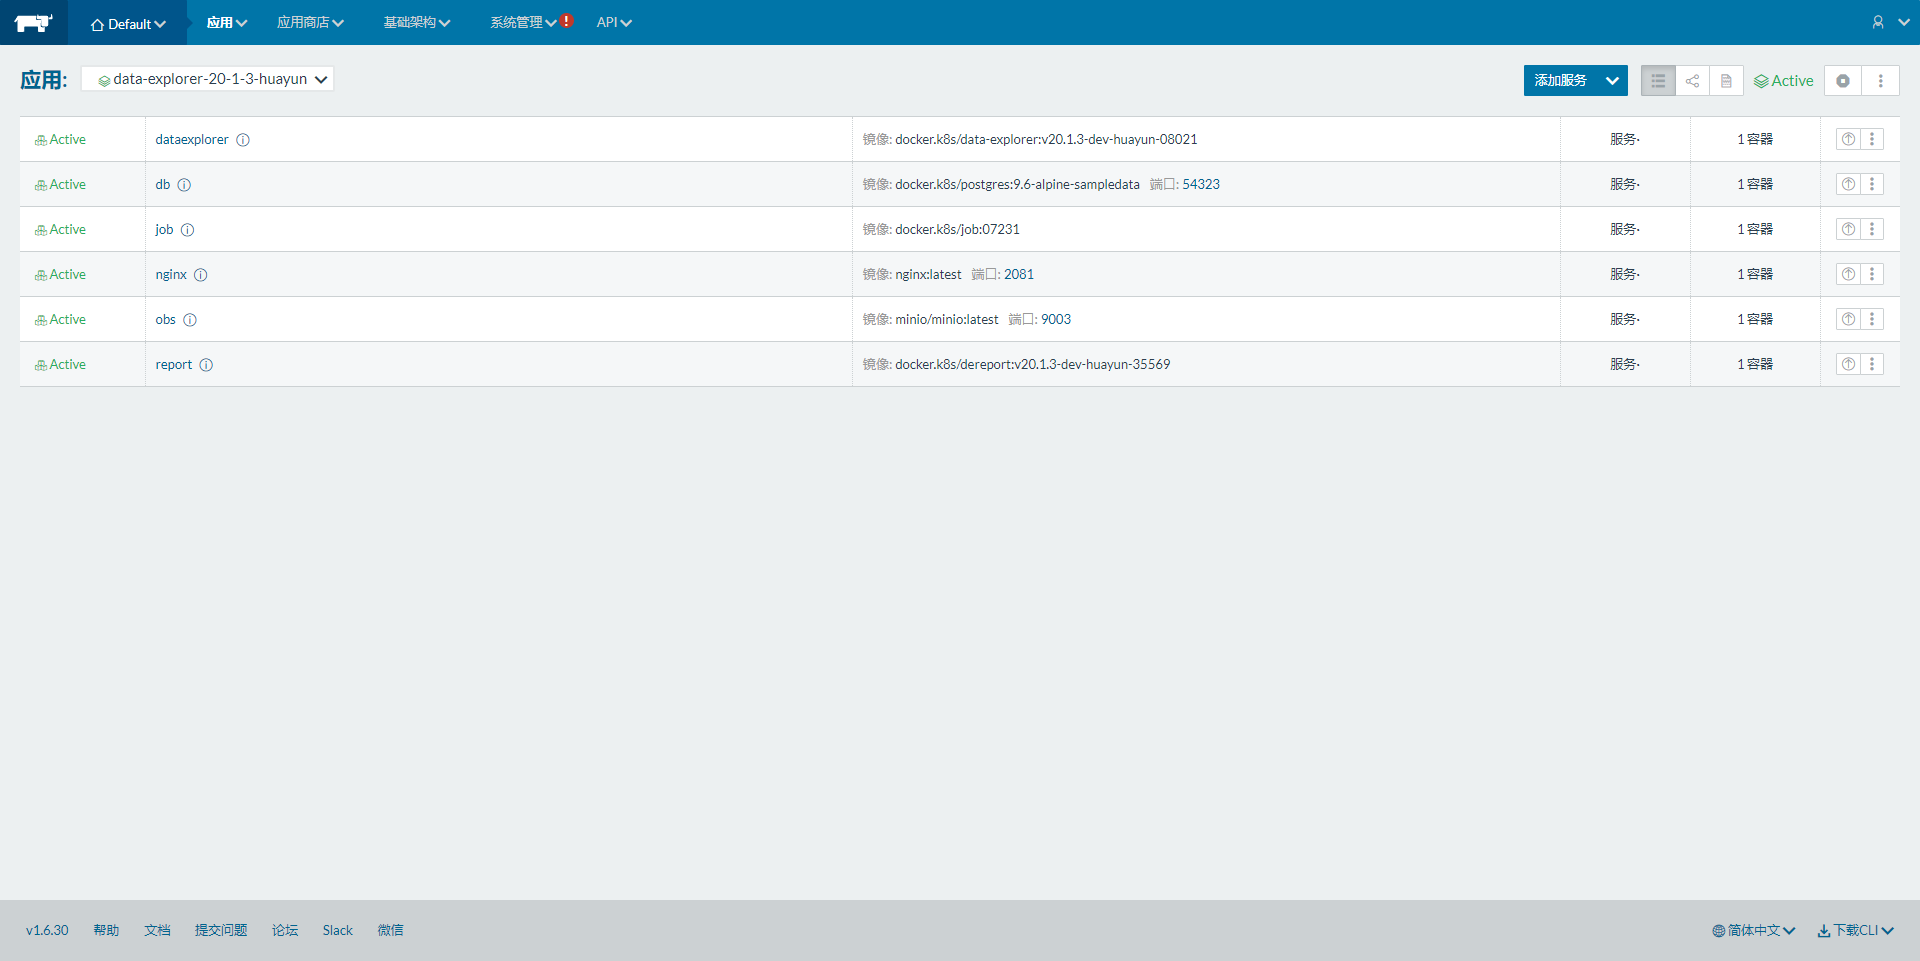 Default 应用 应用商店 基础架构 系统管理 ! API
应用: data-explorer-20-1-3-huayun 添加服务 Active
Active dataexplorer 镜像: docker.k8s/data-explorer:v20.1.3-dev-huayun-08021 服务· 1 容器
Active db 镜像: docker.k8s/postgres:9.6-alpine-sampledata 端口: 54323 服务· 1 容器
Active job 镜像: docker.k8s/job:07231 服务· 1 容器
Active nginx 镜像: nginx:latest 端口: 2081 服务· 1 容器
Active obs 镜像: minio/minio:latest 端口: 9003 服务· 1 容器
Active report 镜像: docker.k8s/dereport:v20.1.3-dev-huayun-35569 服务· 1 容器
v1.6.30 帮助 文档 提交问题 论坛 Slack 微信 简体中文 下载CLI